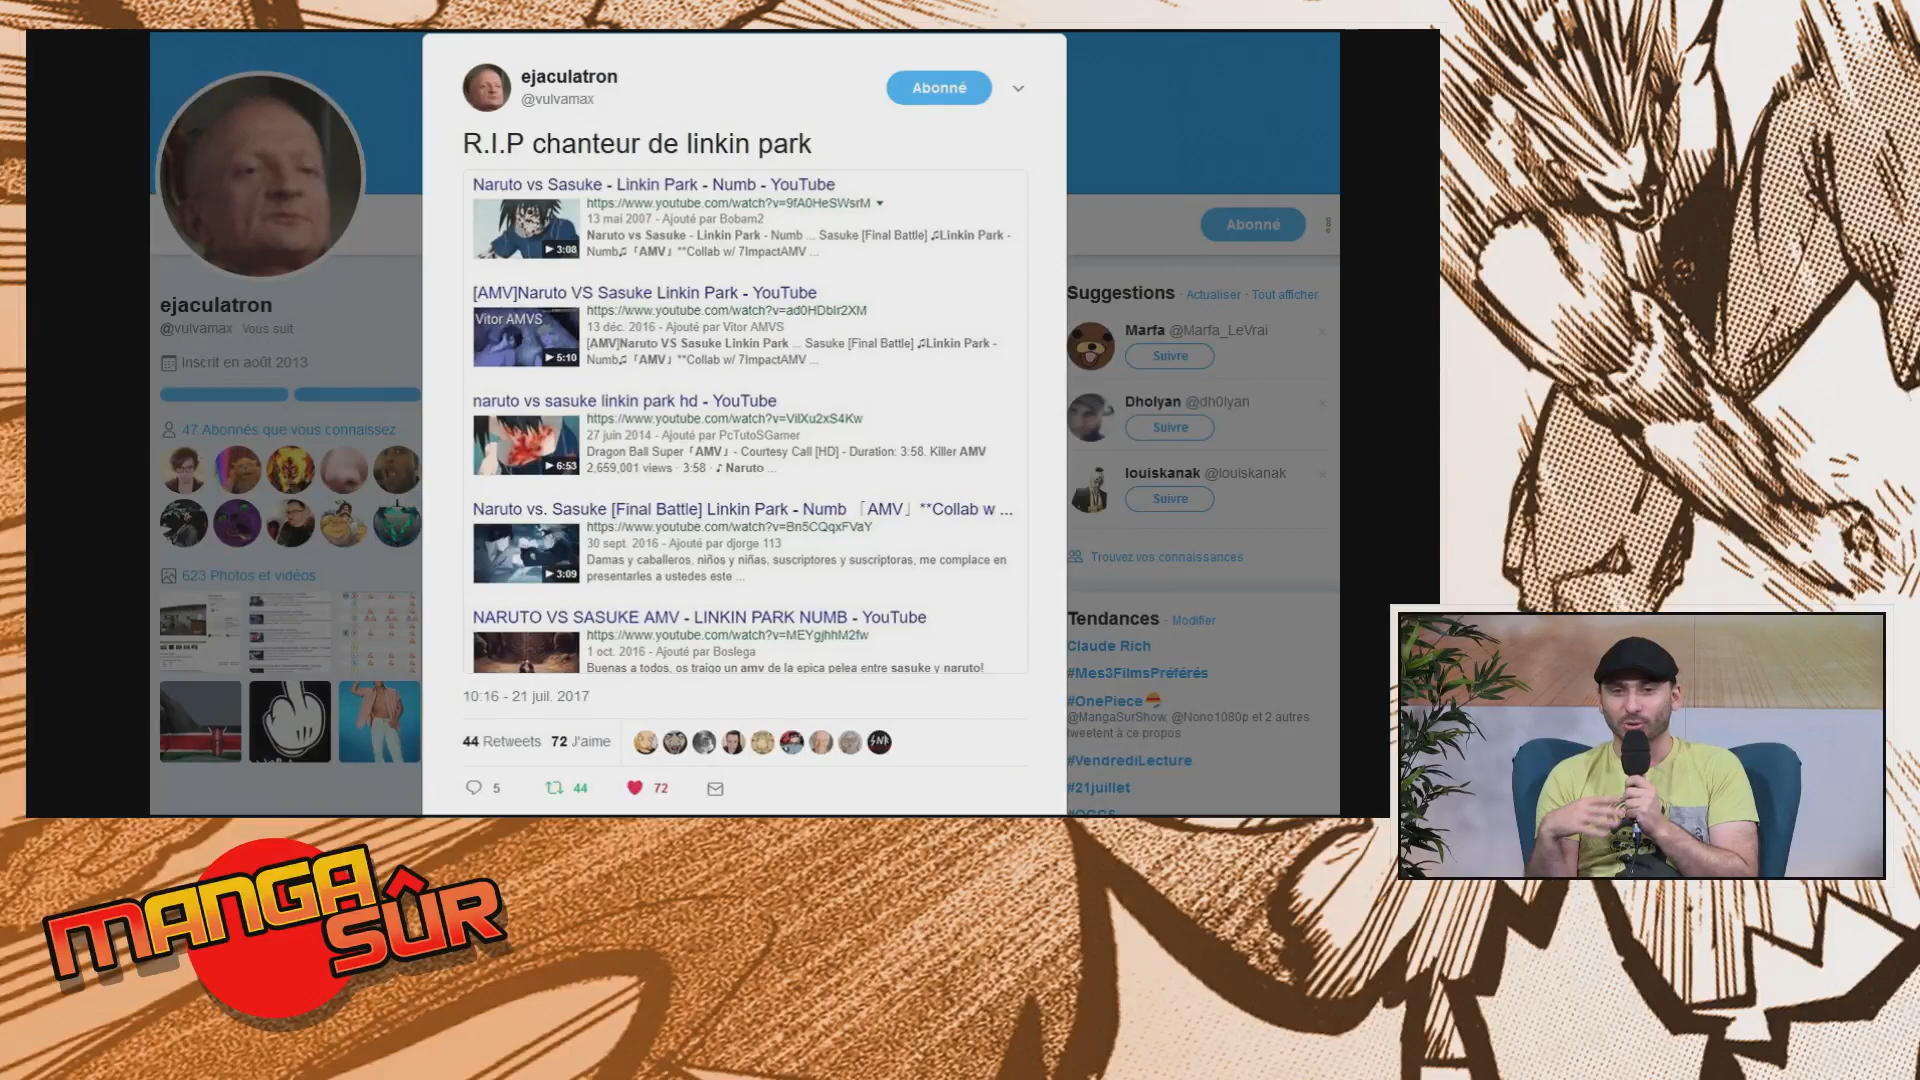 ejaculatron
@vulvamax
Abonné
R.I.P chanteur de linkin park
Naruto vs Sasuke - Linkin Park - Numb - YouTube
https://www.youtube.com/watch?v=9fA0HeSWsrM
13 mai 2007 - Ajouté par Bobam2
Naruto vs Sasuke - Linkin Park - Numb ... Sasuke [Final Battle] ♫Linkin Park -
Numb♫ 「AMV」 **Collab w/ 7ImpactAMV ...
3:08
[AMV]Naruto VS Sasuke Linkin Park - YouTube
https://www.youtube.com/watch?v=ad0HDbIr2XM
Vitor AMVS
13 déc. 2016 - Ajouté par Vitor AMVS
[AMV]Naruto VS Sasuke Linkin Park ... Sasuke [Final Battle] ♫Linkin Park -
Numb♫ 「AMV」 **Collab w/ 7ImpactAMV ...
5:10
naruto vs sasuke linkin park hd - YouTube
https://www.youtube.com/watch?v=VilXu2xS4Kw
27 juin 2014 - Ajouté par PcTutoSGamer
Dragon Ball Super 「AMV」 - Courtesy Call [HD] - Duration: 3:58. Killer AMV
2,659,001 views · 3:58 · ♪ Naruto ...
6:53
Naruto vs. Sasuke [Final Battle] Linkin Park - Numb 「AMV」 **Collab w ...
https://www.youtube.com/watch?v=Bn5CQqxFVaY
30 sept. 2016 - Ajouté par djorge 113
Damas y caballeros, niños y niñas, suscriptores y suscriptoras, me complace en
presentarles a ustedes este ...
3:09
NARUTO VS SASUKE AMV - LINKIN PARK NUMB - YouTube
https://www.youtube.com/watch?v=MEYgjhhM2fw
1 oct. 2016 - Ajouté par Boslega
Buenas a todos, os traigo un amv de la epica pelea entre sasuke y naruto!
10:16 - 21 juil. 2017
44 Retweets 72 J'aime
SNK
5 44 72
ejaculatron
@vulvamax Vous suit
Inscrit en août 2013
47 Abonnés que vous connaissez
623 Photos et vidéos
Abonné
Suggestions · Actualiser · Tout afficher
Marfa @Marfa_LeVrai
Suivre
Dholyan @dh0lyan
Suivre
louiskanak @louiskanak
Suivre
Trouvez vos connaissances
Tendances · Modifier
Claude Rich
#Mes3FilmsPréférés
#OnePiece
@MangaSurShow, @Nono1080p et 2 autres
tweetent à ce propos
#VendrediLecture
#21juillet
MANGA
SÛR